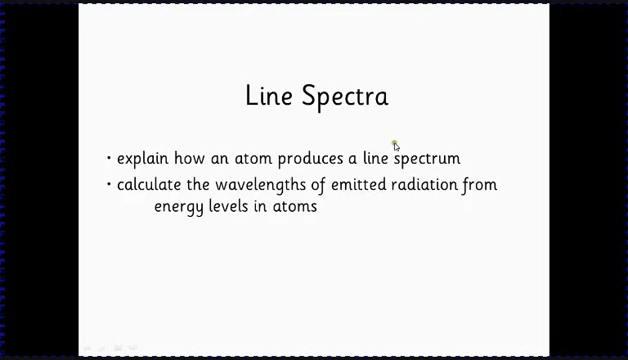 Line Spectra
• explain how an atom produces a line spectrum
• calculate the wavelengths of emitted radiation from
energy levels in atoms